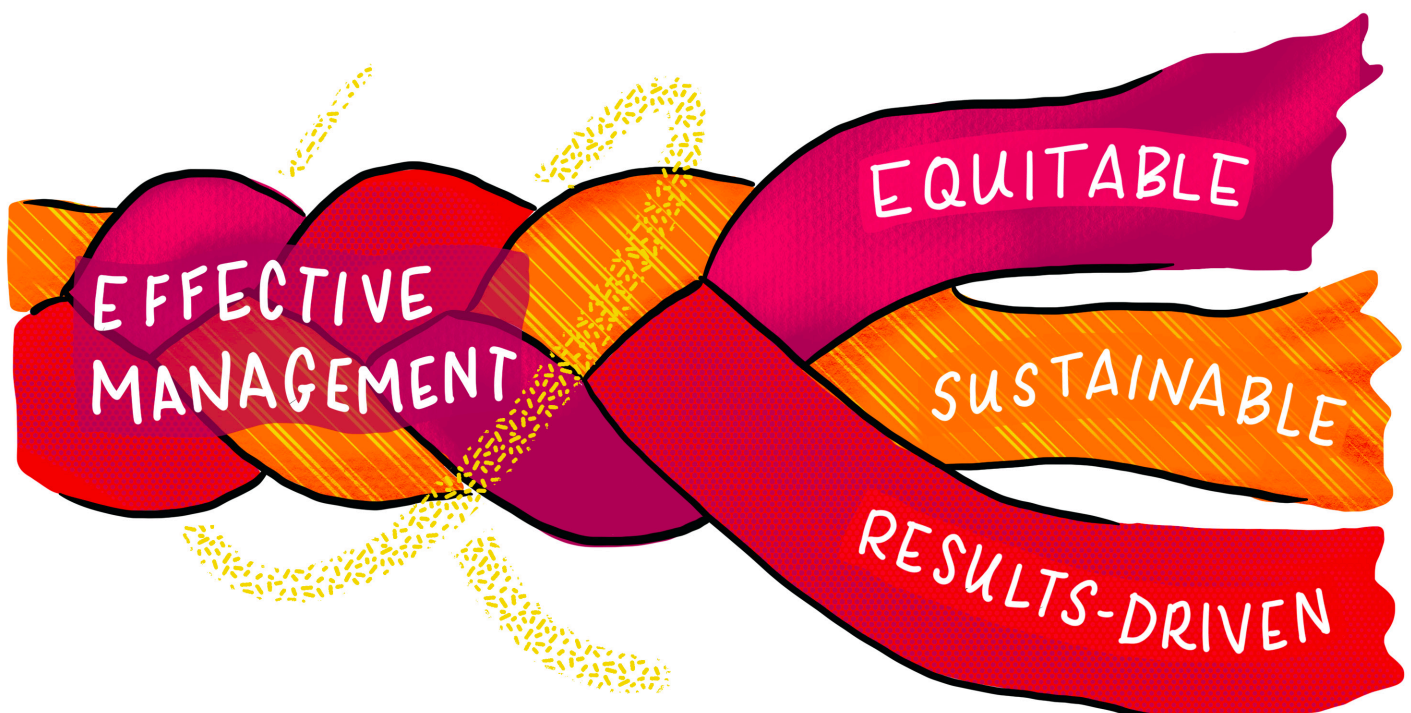 EFFECTIVE
MANAGEMENT
EQUITABLE
SUSTAINABLE
RESULTS-DRIVEN